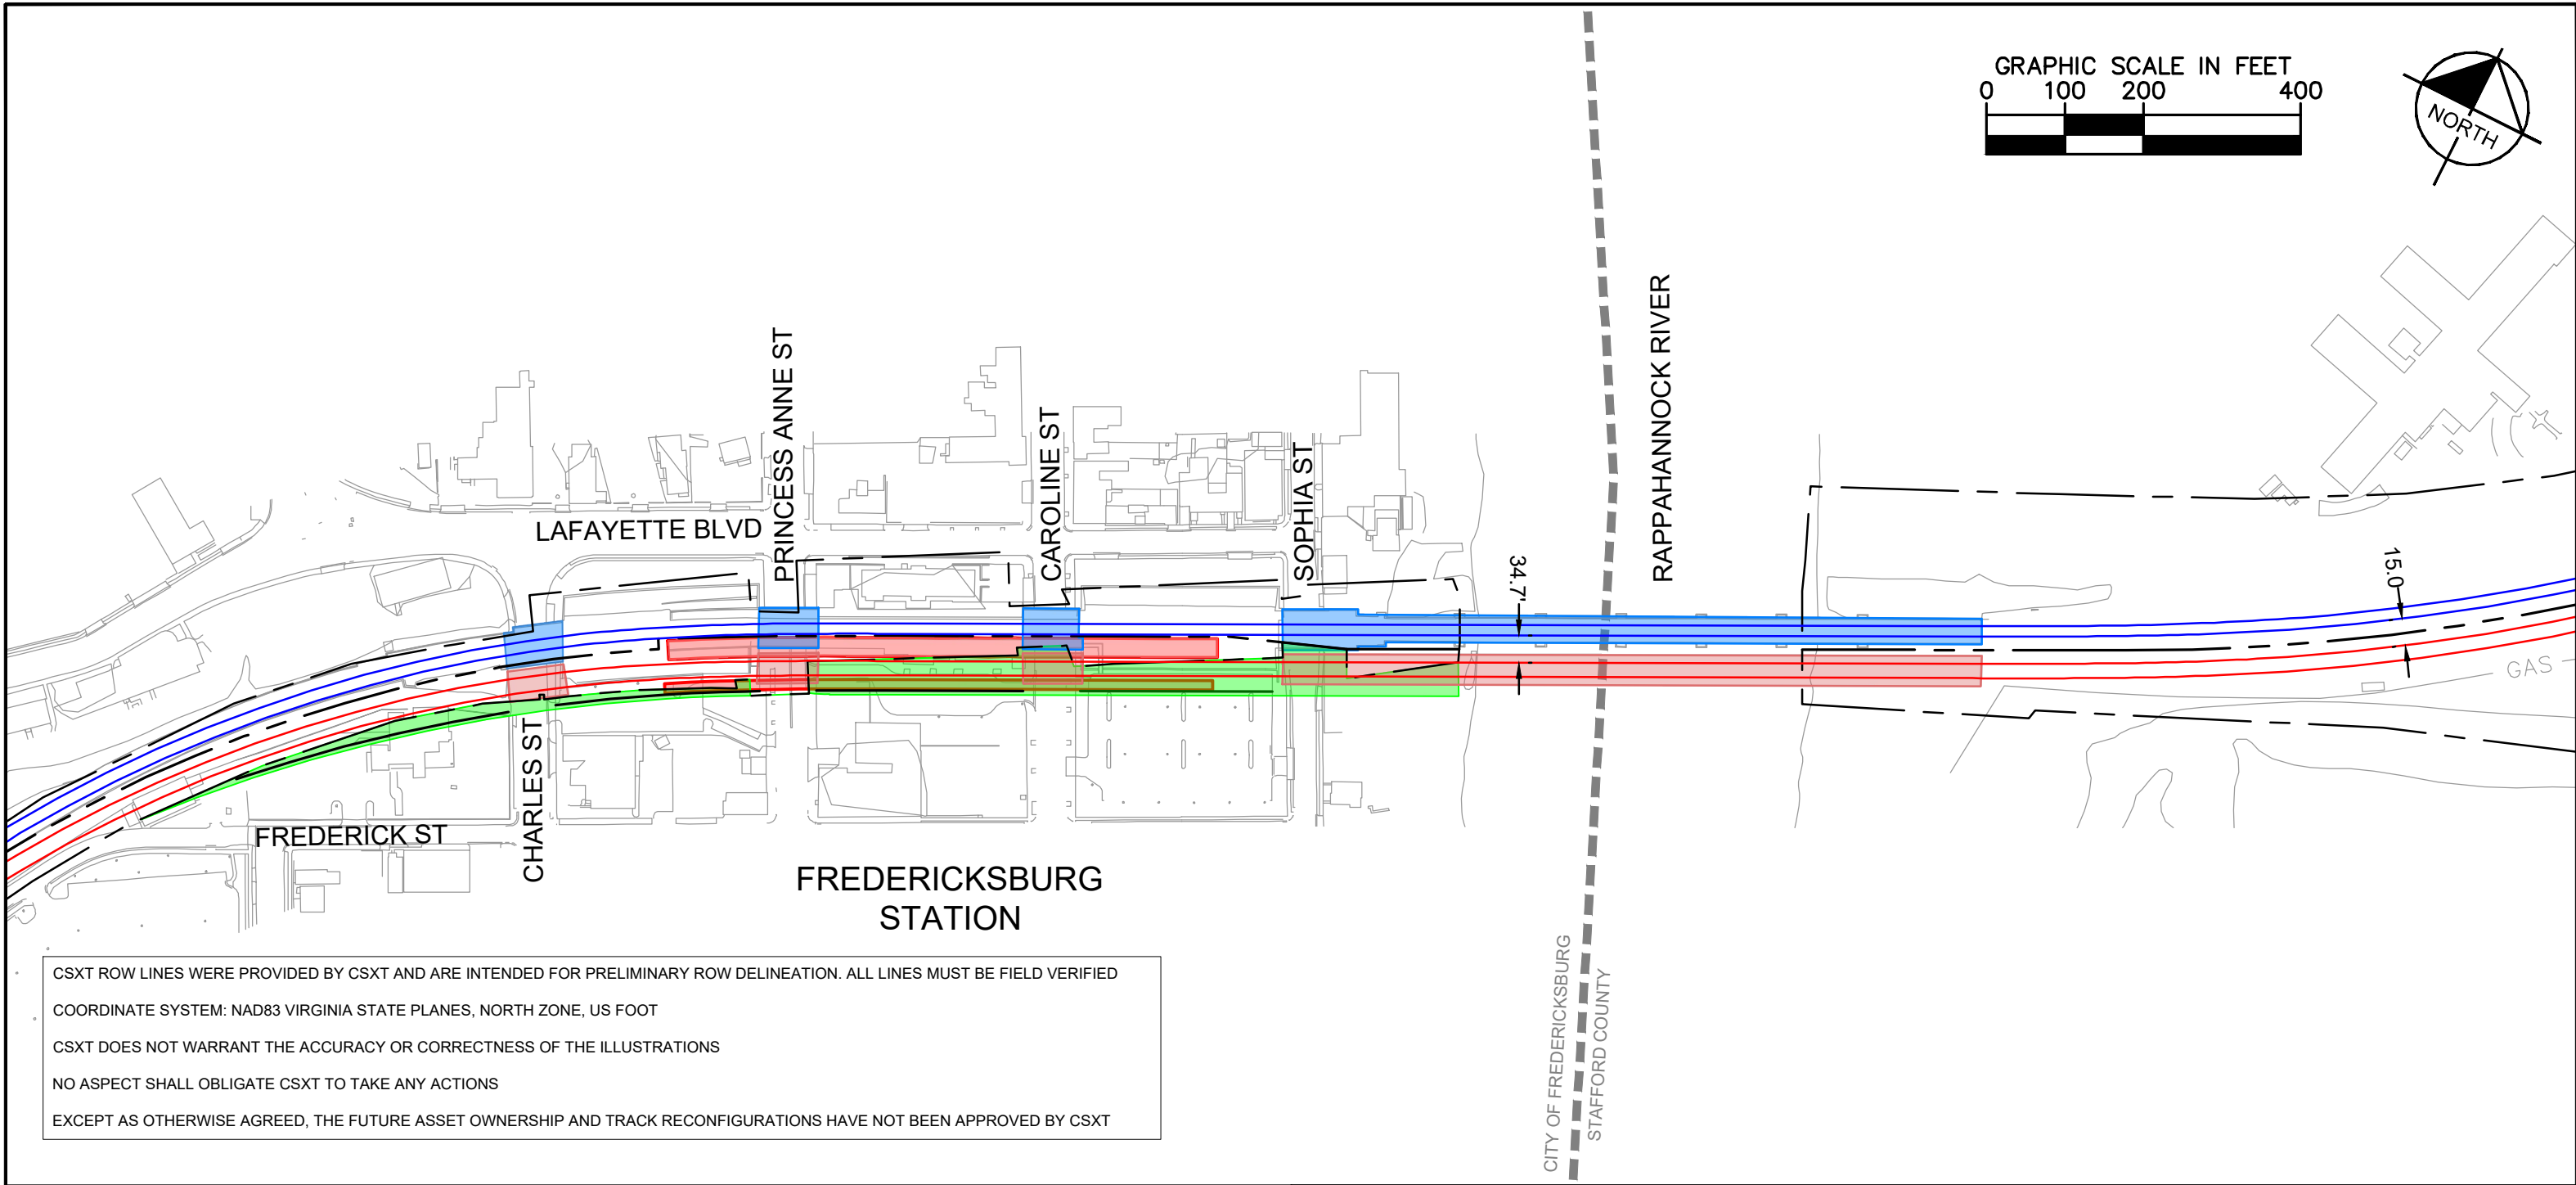 GRAPHIC SCALE IN FEET
0 100 200 400
NORTH
PRINCESS ANNE ST
CAROLINE ST
SOPHIA ST
RAPPAHANNOCK RIVER
LAFAYETTE BLVD
34.7'
15.0'
GAS
CHARLES ST
FREDERICK ST
FREDERICKSBURG
STATION
CITY OF FREDERICKSBURG
STAFFORD COUNTY
CSXT ROW LINES WERE PROVIDED BY CSXT AND ARE INTENDED FOR PRELIMINARY ROW DELINEATION. ALL LINES MUST BE FIELD VERIFIED
COORDINATE SYSTEM: NAD83 VIRGINIA STATE PLANES, NORTH ZONE, US FOOT
CSXT DOES NOT WARRANT THE ACCURACY OR CORRECTNESS OF THE ILLUSTRATIONS
NO ASPECT SHALL OBLIGATE CSXT TO TAKE ANY ACTIONS
EXCEPT AS OTHERWISE AGREED, THE FUTURE ASSET OWNERSHIP AND TRACK RECONFIGURATIONS HAVE NOT BEEN APPROVED BY CSXT